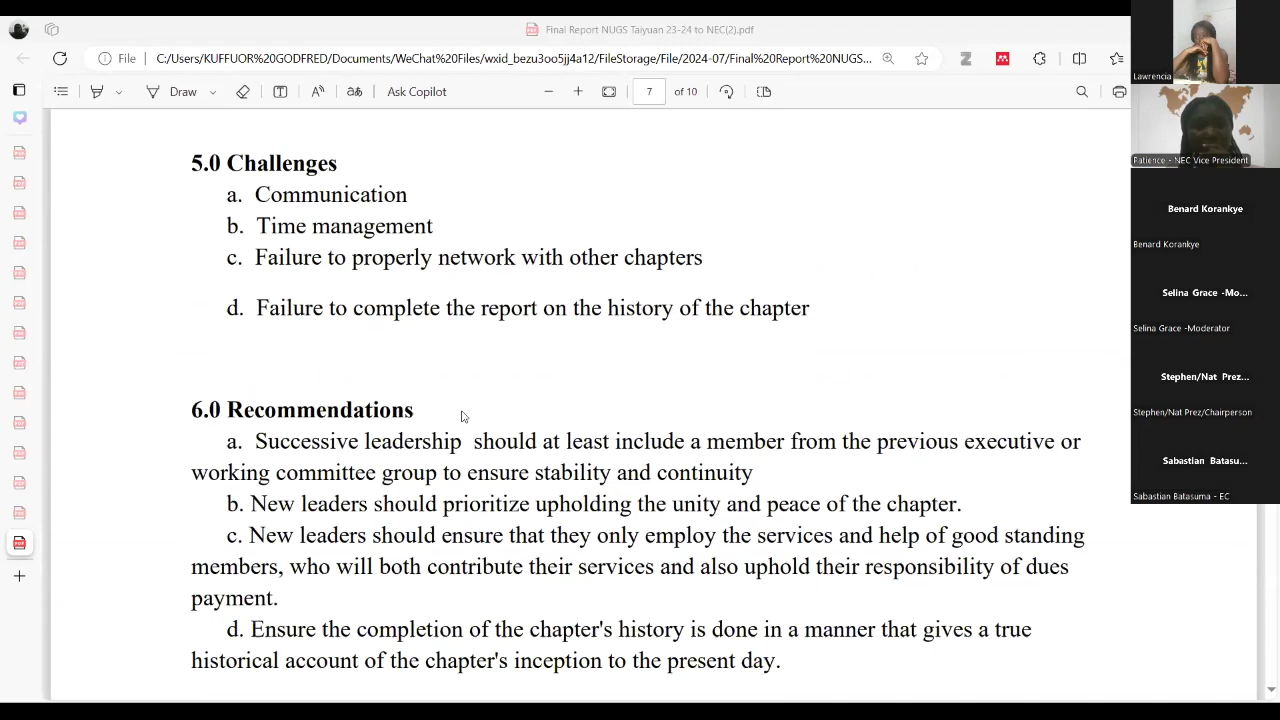 Final Report NUGS Taiyuan 23-24 to NEC(2).pdf
File C:/Users/KUFFUOR%20GODFRED/Documents/WeChat%20Files/wxid_bezu3oo5jj4a12/FileStorage/File/2024-07/Final%20Report%20NUGS...
Draw
Ask Copilot
7 of 10
5.0 Challenges
a. Communication
b. Time management
c. Failure to properly network with other chapters
d. Failure to complete the report on the history of the chapter
6.0 Recommendations
a. Successive leadership should at least include a member from the previous executive or
working committee group to ensure stability and continuity
b. New leaders should prioritize upholding the unity and peace of the chapter.
c. New leaders should ensure that they only employ the services and help of good standing
members, who will both contribute their services and also uphold their responsibility of dues
payment.
d. Ensure the completion of the chapter's history is done in a manner that gives a true
historical account of the chapter's inception to the present day.
Lawrencia
Patience - NEC Vice President
Benard Korankye
Benard Korankye
Selina Grace -Mo...
Selina Grace -Moderator
Stephen/Nat Prez...
Stephen/Nat Prez/Chairperson
Sabastian Batasu...
Sabastian Batasuma - EC